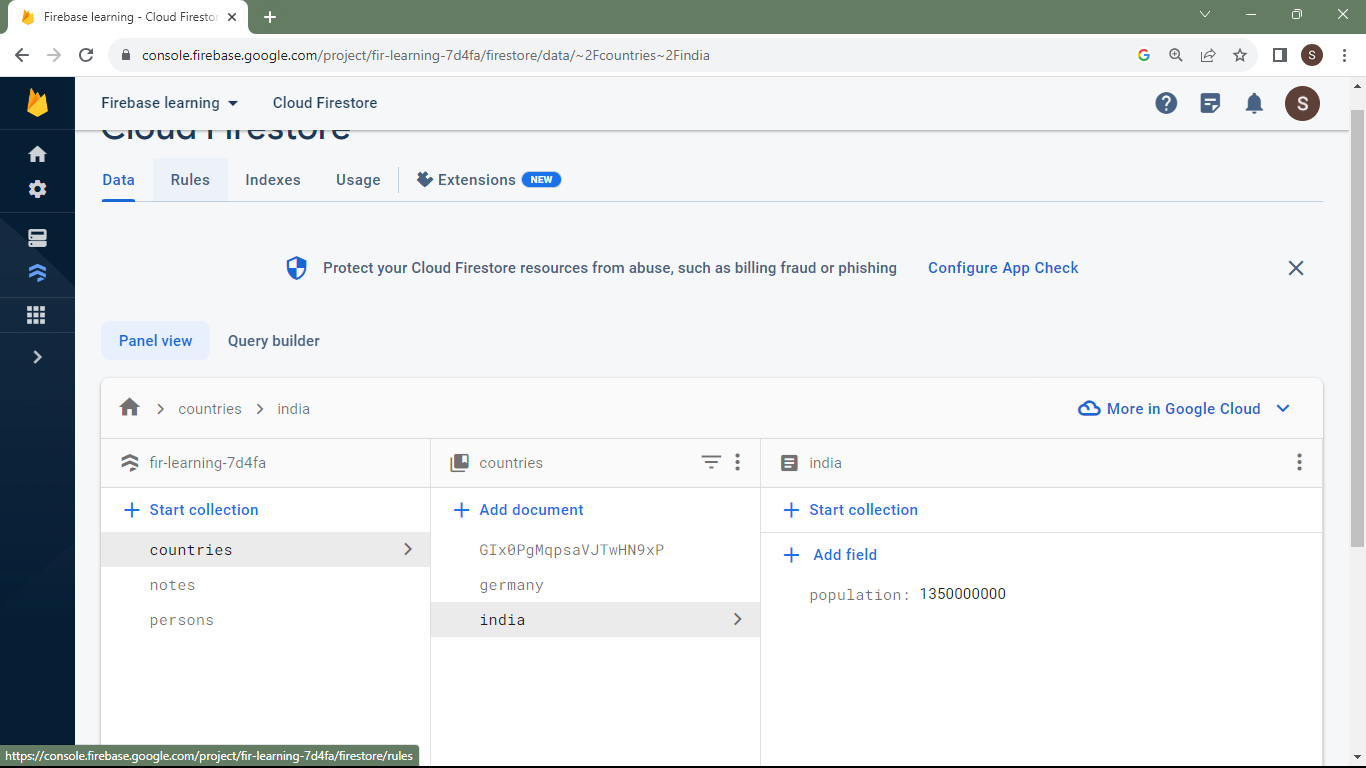 Firebase learning - Cloud Firestor
console.firebase.google.com/project/fir-learning-7d4fa/firestore/data/~2Fcountries~2Findia
G
S
Firebase learning
Cloud Firestore
S
Cloud Firestore
Data
Rules
Indexes
Usage
Extensions
NEW
Protect your Cloud Firestore resources from abuse, such as billing fraud or phishing
Configure App Check
Panel view
Query builder
countries
india
More in Google Cloud
fir-learning-7d4fa
countries
india
Start collection
Add document
Start collection
countries
GIx0PgMqpsaVJTwHN9xP
Add field
notes
germany
population: 1350000000
persons
india
https://console.firebase.google.com/project/fir-learning-7d4fa/firestore/rules